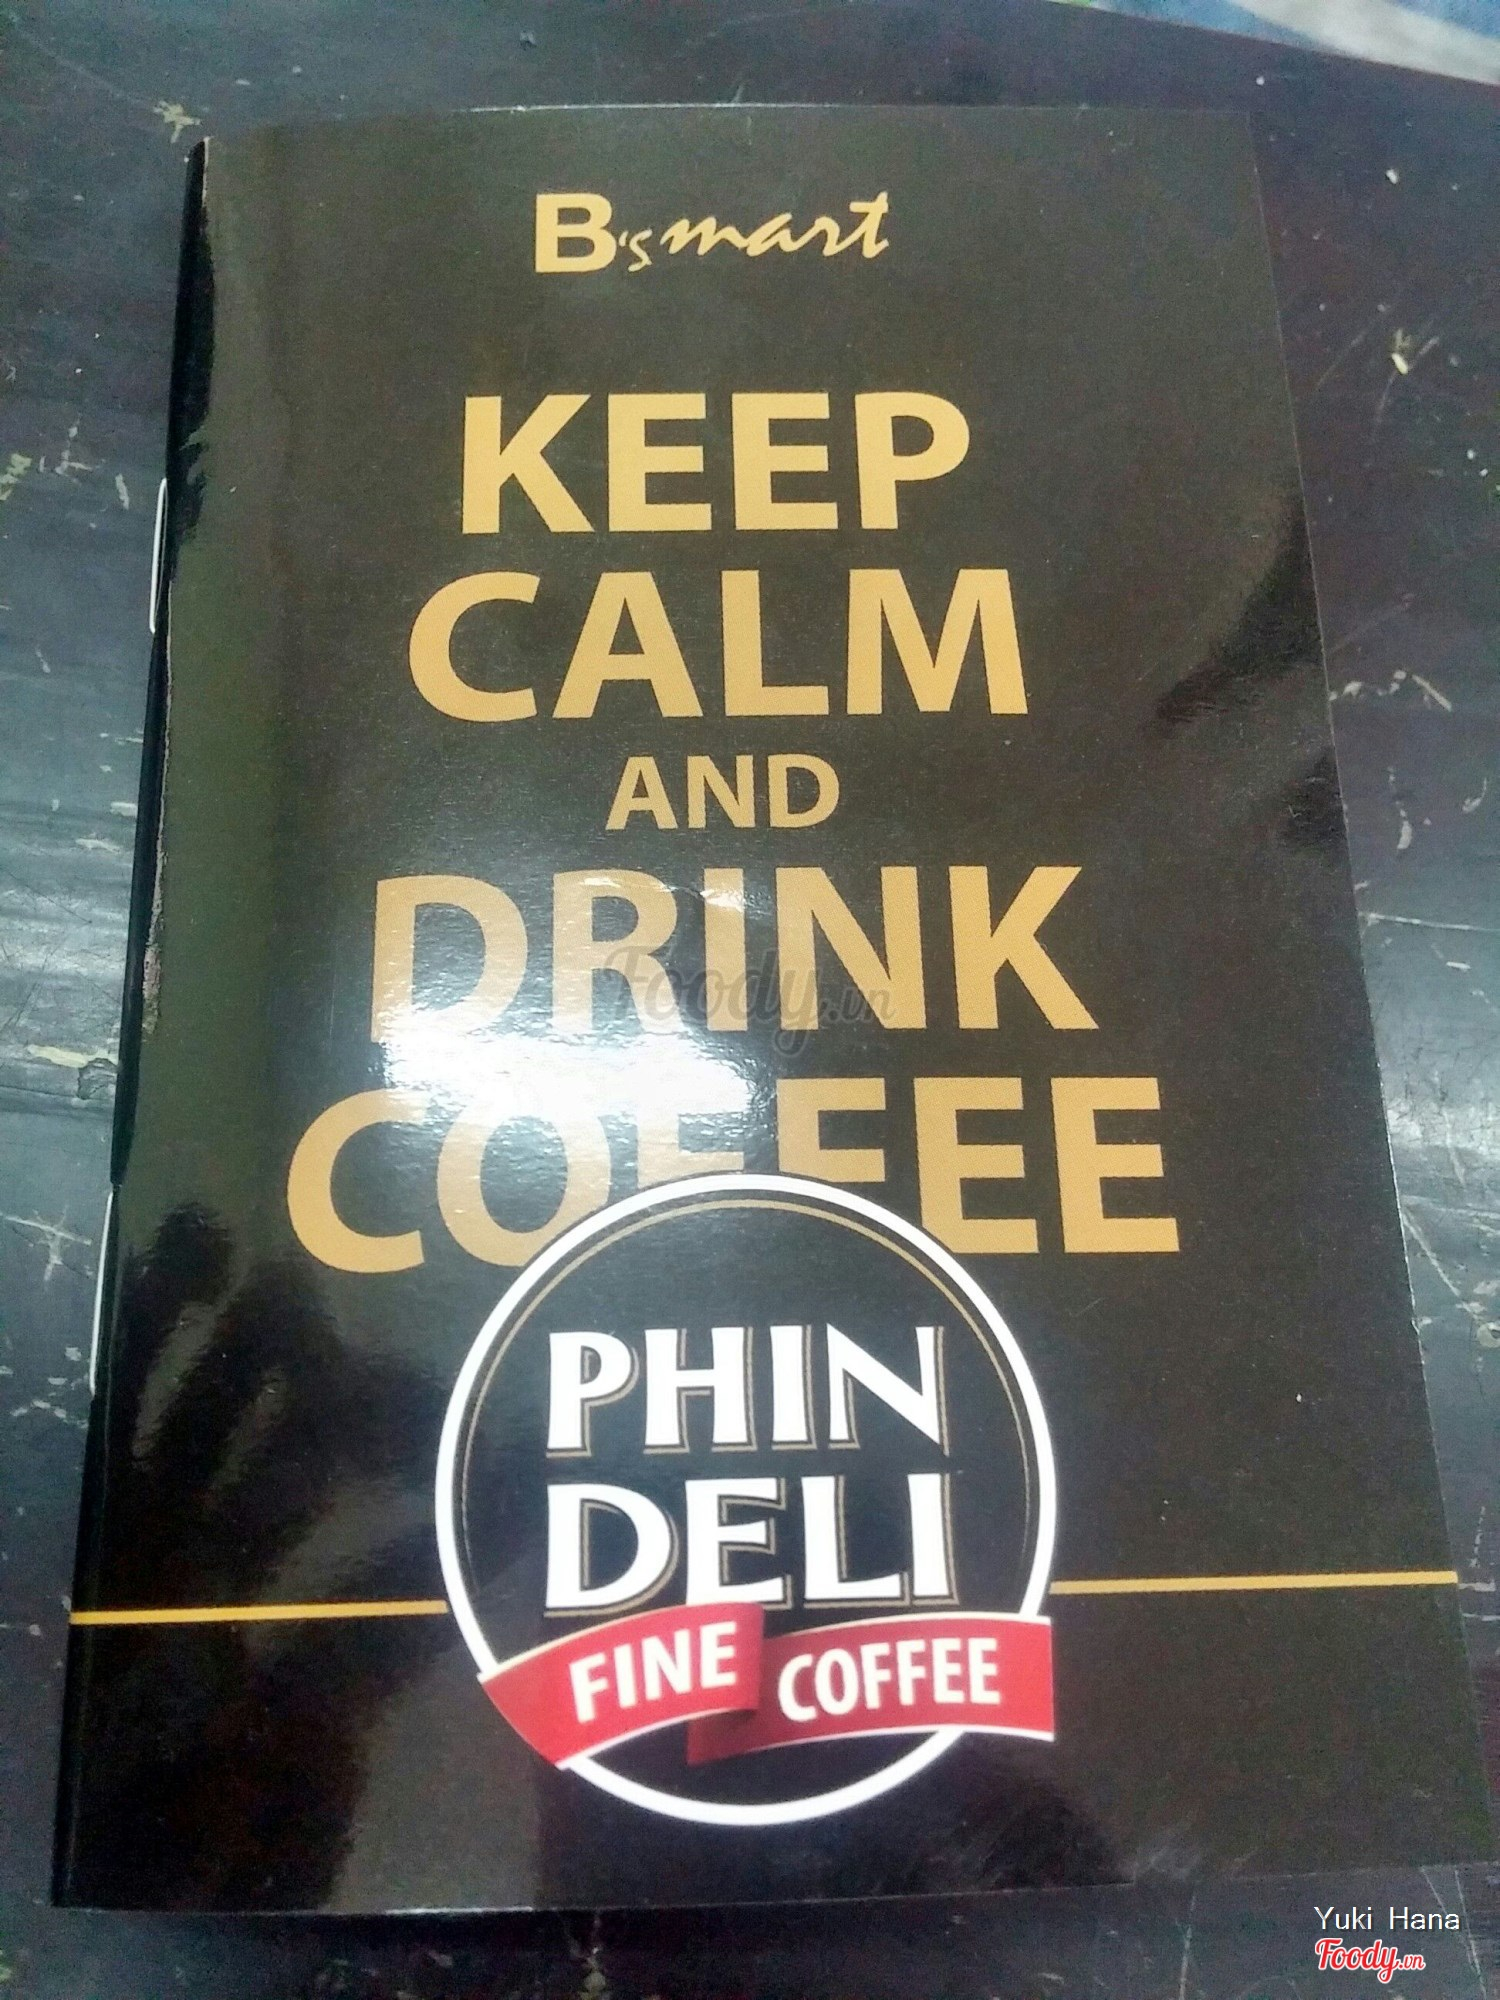 B's mart
KEEP
CALM
AND
DRINK
COFFEE
Foody.vn
PHIN
DELI
FINE COFFEE
Yuki Hana
Foody.vn